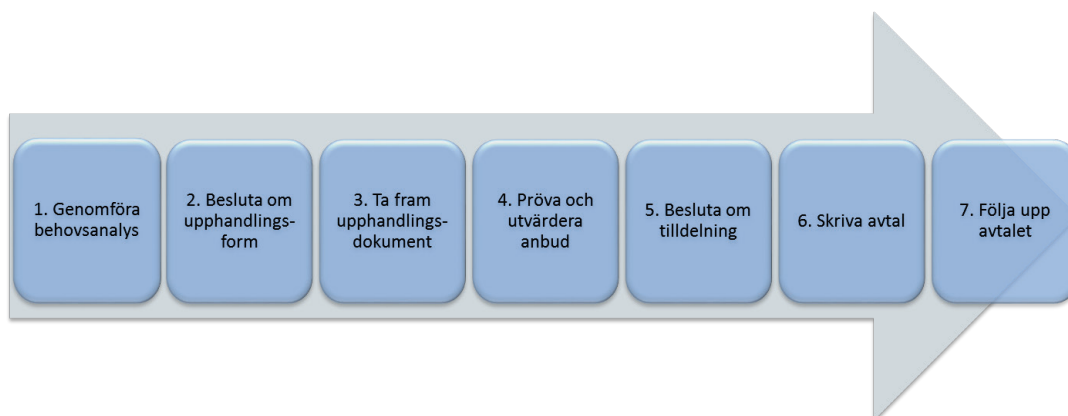 1. Genomföra
behovsanalys
2. Besluta om
upphandlings-
form
3. Ta fram
upphandlings-
dokument
4. Pröva och
utvärdera
anbud
5. Besluta om
tilldelning
6. Skriva avtal
7. Följa upp
avtalet